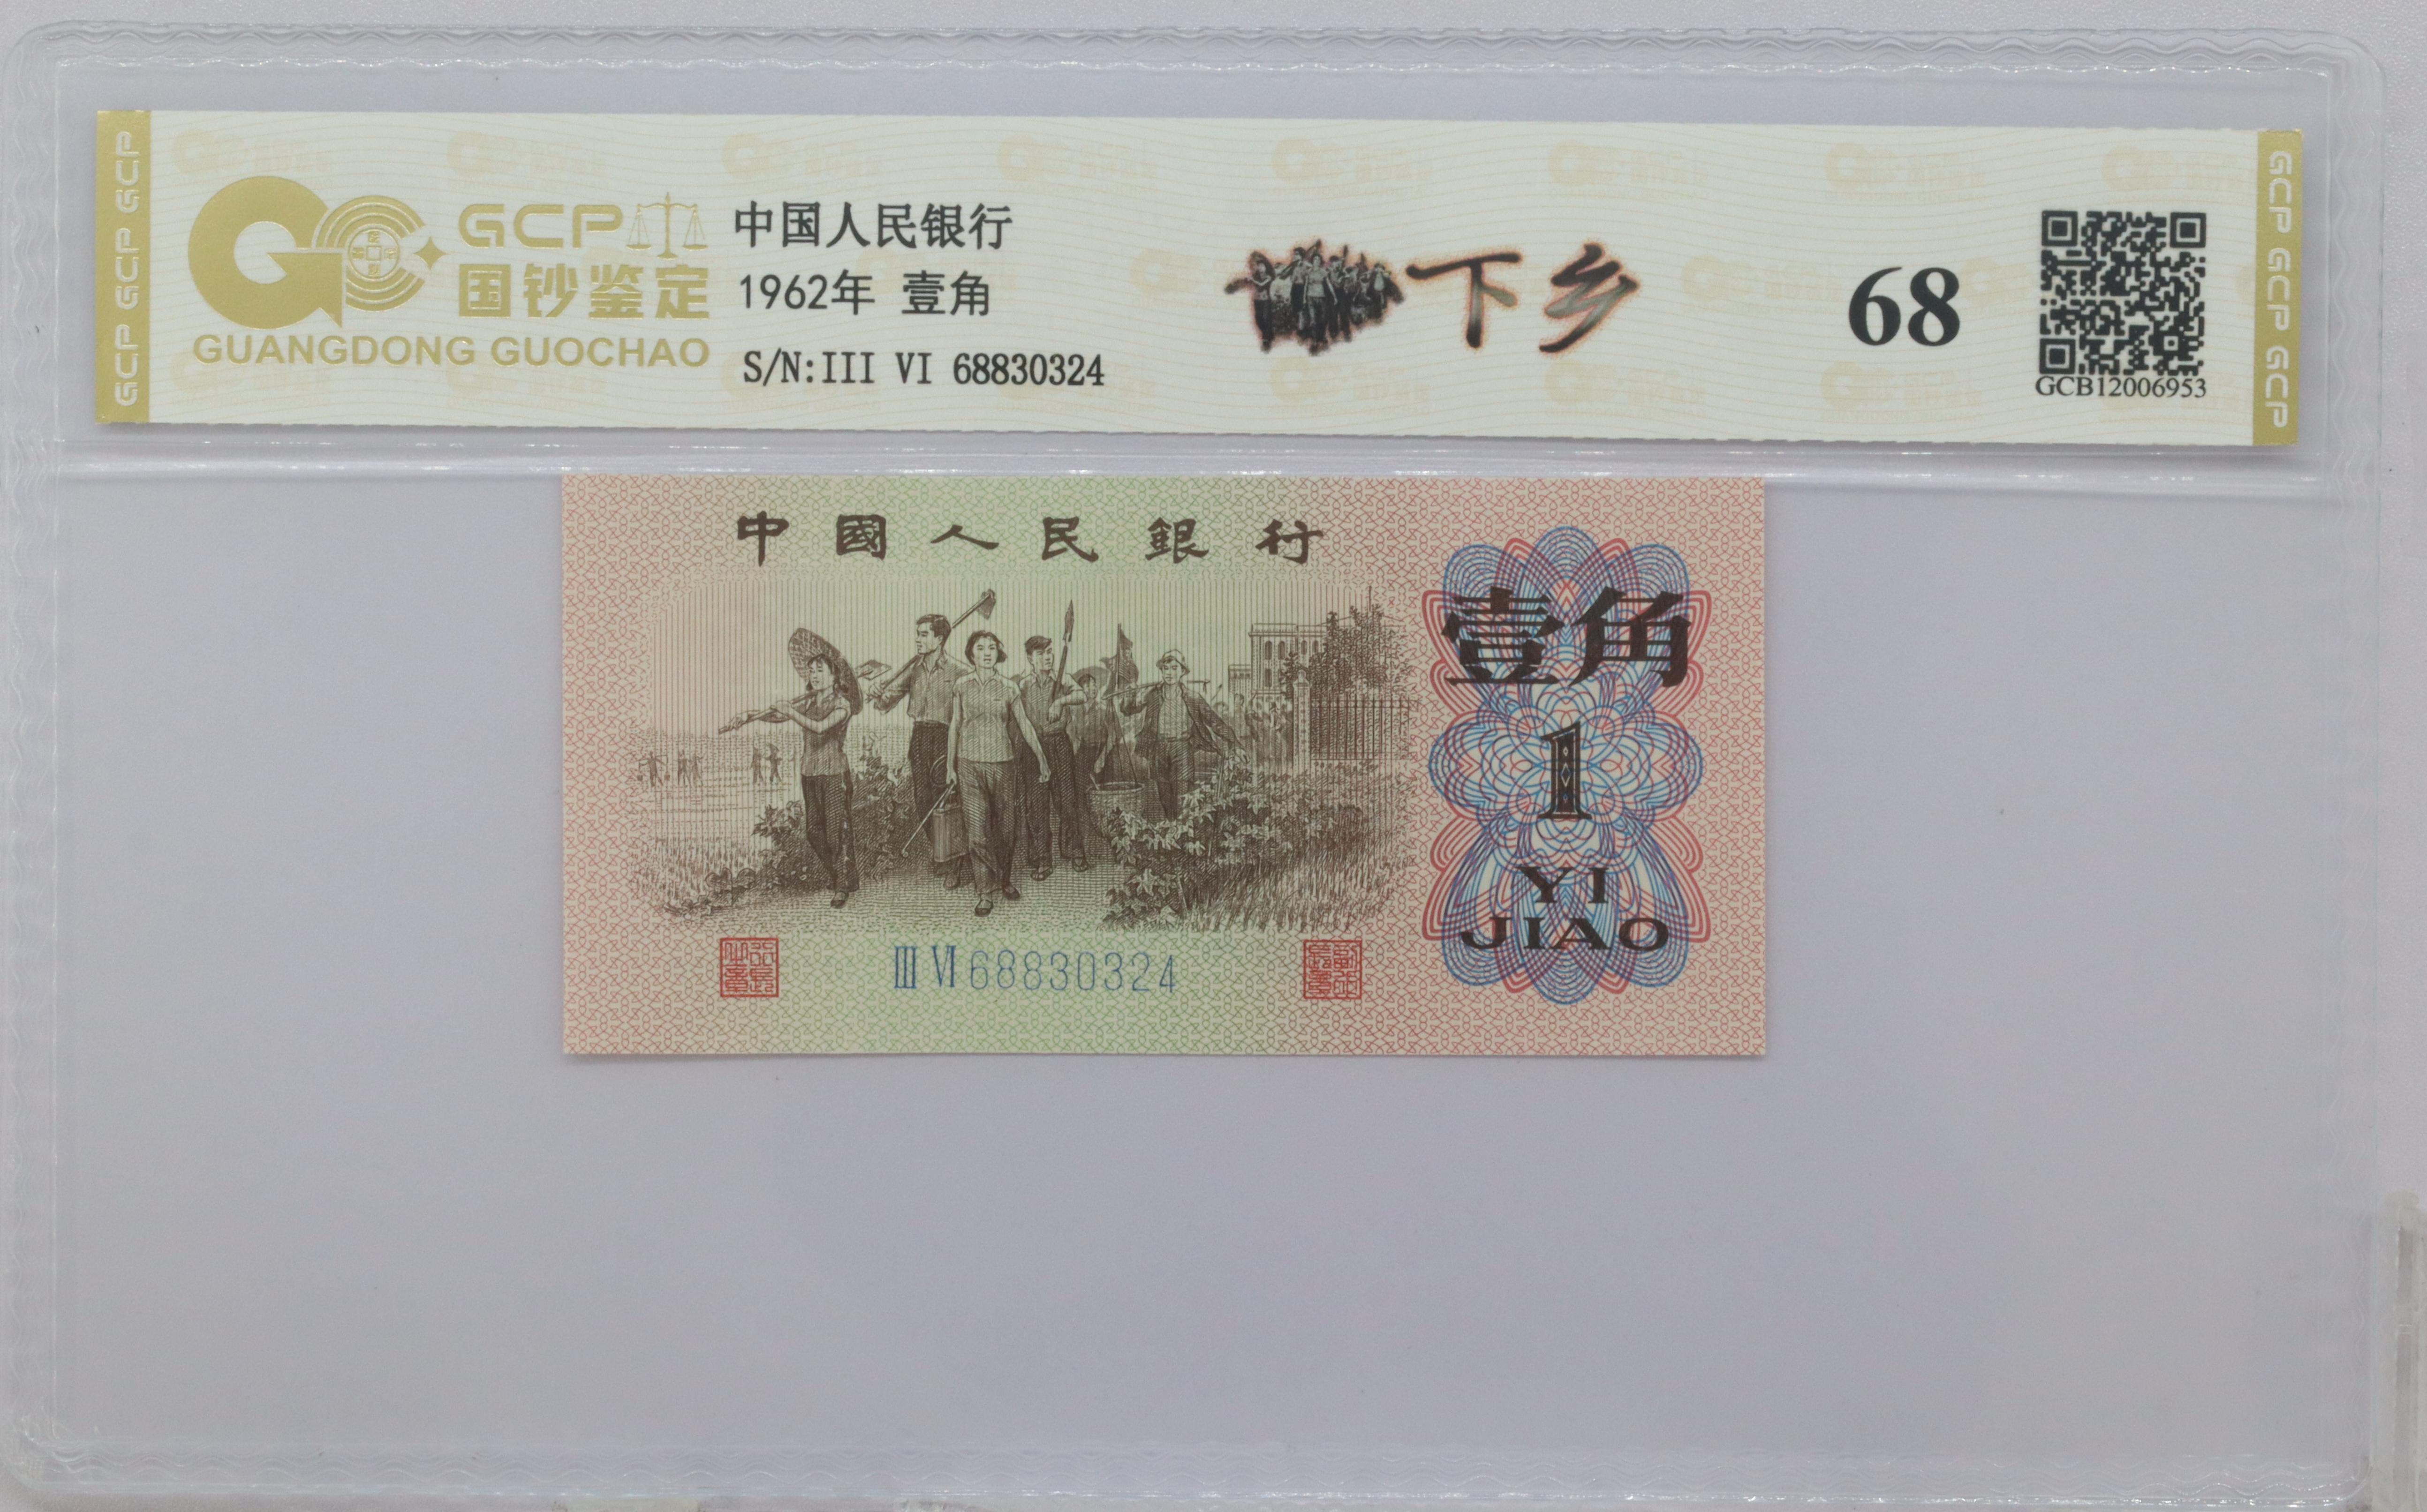 GCP GCP GCP
GCP
国钞鉴定
GUANGDONG GUOCHAO
中国人民银行
1962年 壹角
S/N:III VI 68830324
下乡
68
GCB12006953
GCP GCP GCP
中國人民銀行
壹角
1
YI
JIAO
III VI 68830324